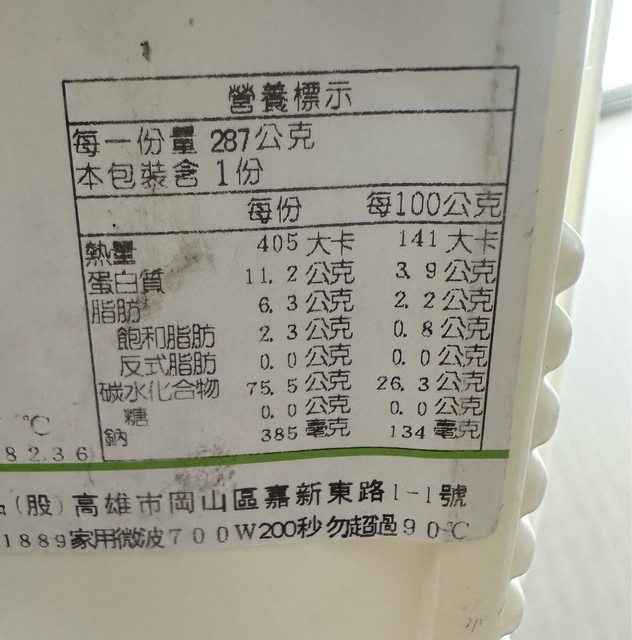 營養標示
每一份量 287公克
本包裝含 1份
每份 每100公克
熱量 405 大卡 141 大卡
蛋白質 11.2 公克 3.9 公克
脂肪 6.3 公克 2.2 公克
飽和脂肪 2.3 公克 0.8 公克
反式脂肪 0.0 公克 0.0 公克
碳水化合物 75.5 公克 26.3 公克
糖 0.0 公克 0.0 公克
鈉 385 毫克 134 毫克
℃
8236)
(股)高雄市岡山區嘉新東路1-1號
1889家用微波700W200秒勿超過90℃